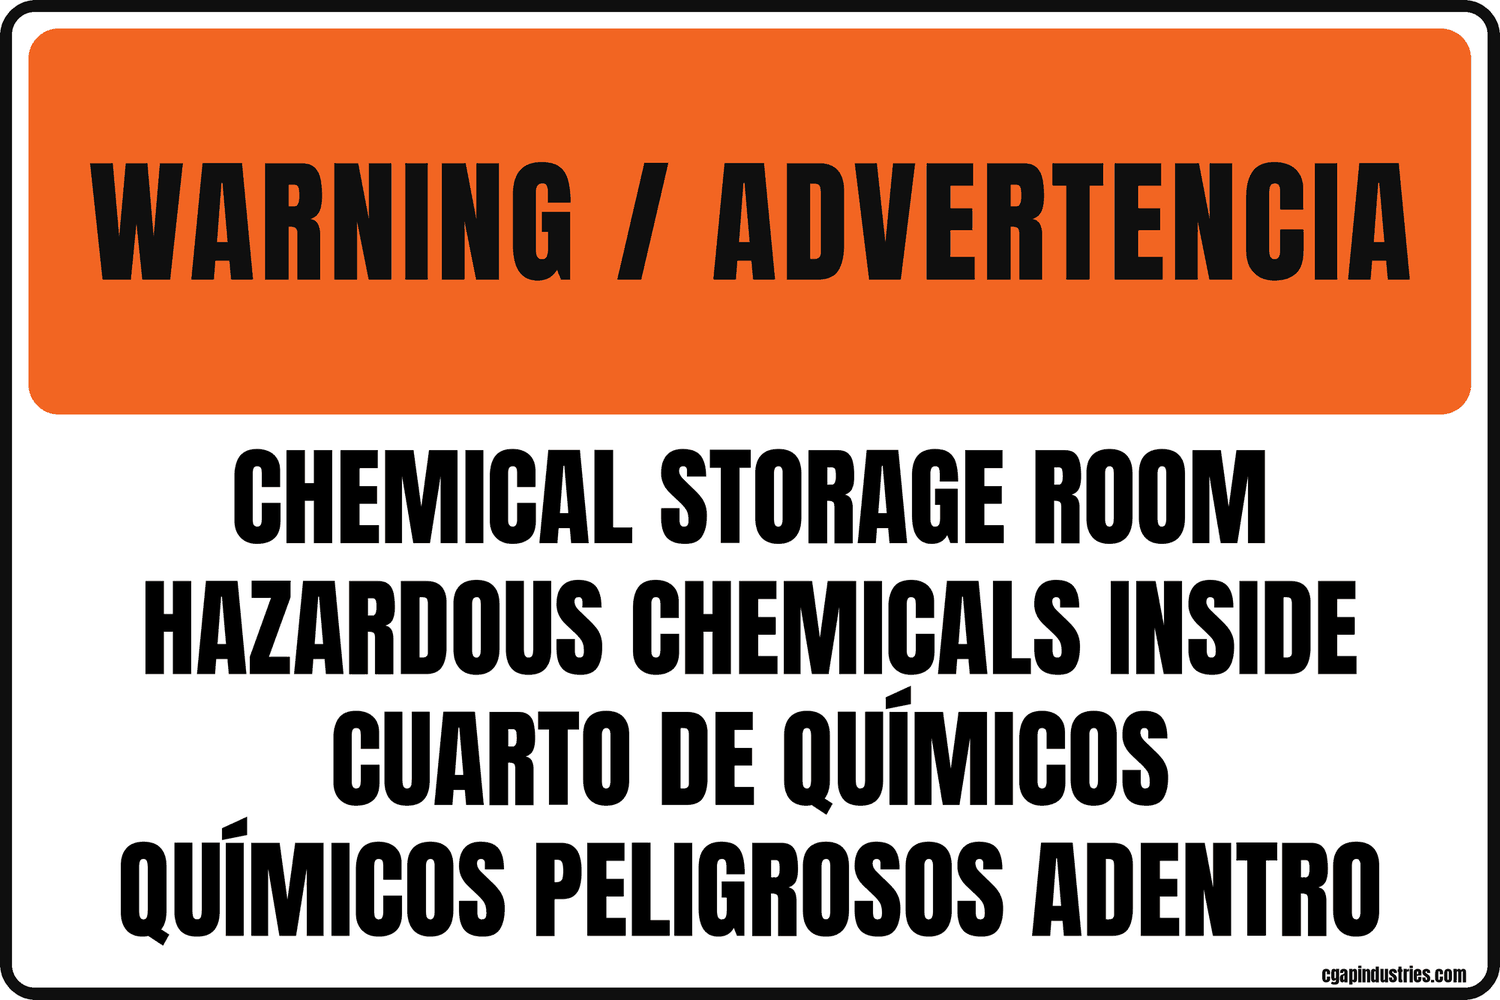 WARNING / ADVERTENCIA
CHEMICAL STORAGE ROOM
HAZARDOUS CHEMICALS INSIDE
CUARTO DE QUÍMICOS
QUÍMICOS PELIGROSOS ADENTRO
cgapindustries.com